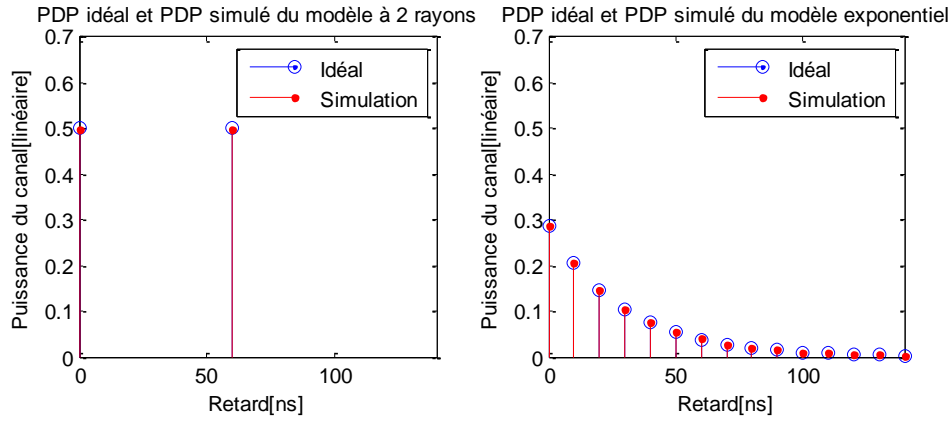 PDP idéal et PDP simulé du modèle à 2 rayons
0.7
0.6
0.5
0.4
0.3
0.2
0.1
0
Puissance du canal[linéaire]
Idéal
Simulation
0
50
100
Retard[ns]
PDP idéal et PDP simulé du modèle exponentiel
0.7
0.6
0.5
0.4
0.3
0.2
0.1
0
Puissance du canal[linéaire]
Idéal
Simulation
0
50
100
Retard[ns]